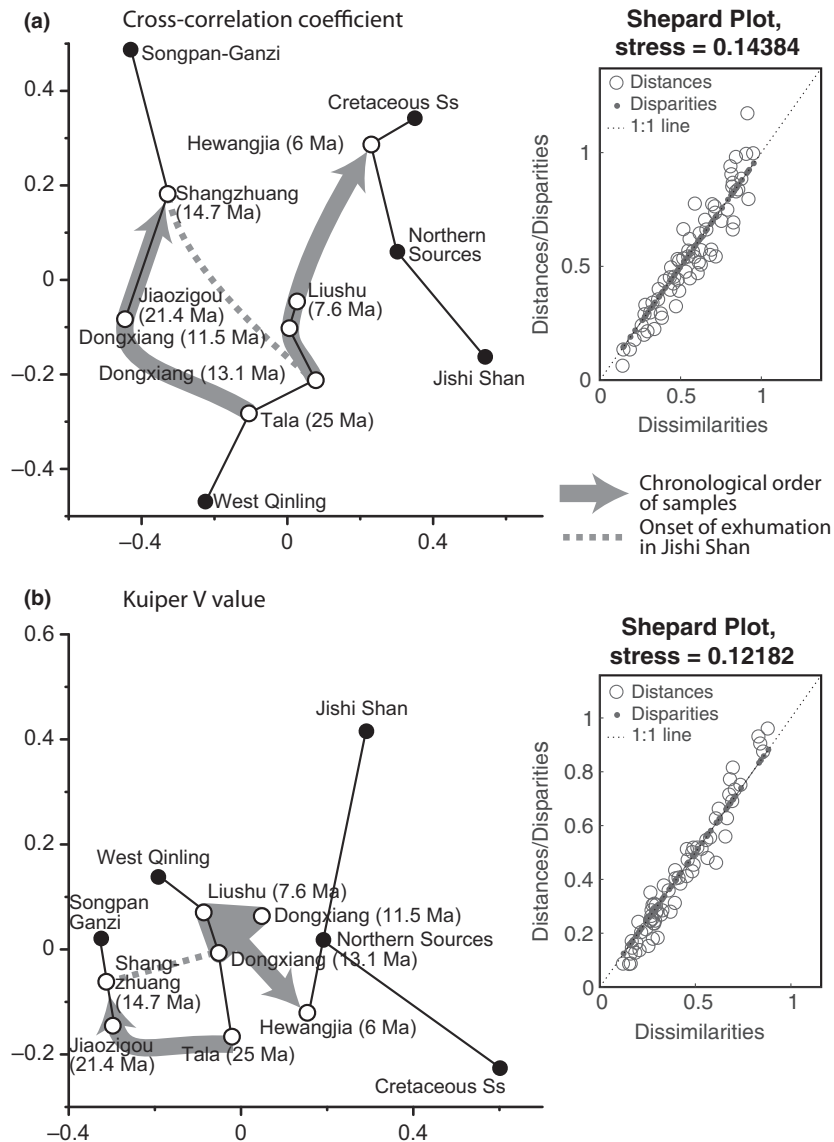 (a)
Cross-correlation coefficient
0.4
0.2
0
−0.2
−0.4
−0.4
0
0.4
Songpan-Ganzi
Cretaceous Ss
Hewangjia (6 Ma)
Shangzhuang
(14.7 Ma)
Northern
Sources
Jiaozigou
(21.4 Ma)
Liushu
(7.6 Ma)
Dongxiang (11.5 Ma)
Dongxiang (13.1 Ma)
Jishi Shan
Tala (25 Ma)
West Qinling
Shepard Plot,
stress = 0.14384
Distances
Disparities
1:1 line
Distances/Disparities
1
0.5
0
0
0.5
1
Dissimilarities
Chronological order
of samples
Onset of exhumation
in Jishi Shan
(b)
Kuiper V value
0.6
0.4
0.2
0
−0.2
−0.4
0
0.4
Jishi Shan
West Qinling
Songpan
Ganzi
Liushu (7.6 Ma)
Dongxiang (11.5 Ma)
Northern Sources
Dongxiang (13.1 Ma)
Shang-
zhuang
(14.7 Ma)
Hewangjia (6 Ma)
Jiaozigou
(21.4 Ma)
Tala (25 Ma)
Cretaceous Ss
Shepard Plot,
stress = 0.12182
Distances
Disparities
1:1 line
Distances/Disparities
1
0.8
0.6
0.4
0.2
0
0
0.5
1
Dissimilarities